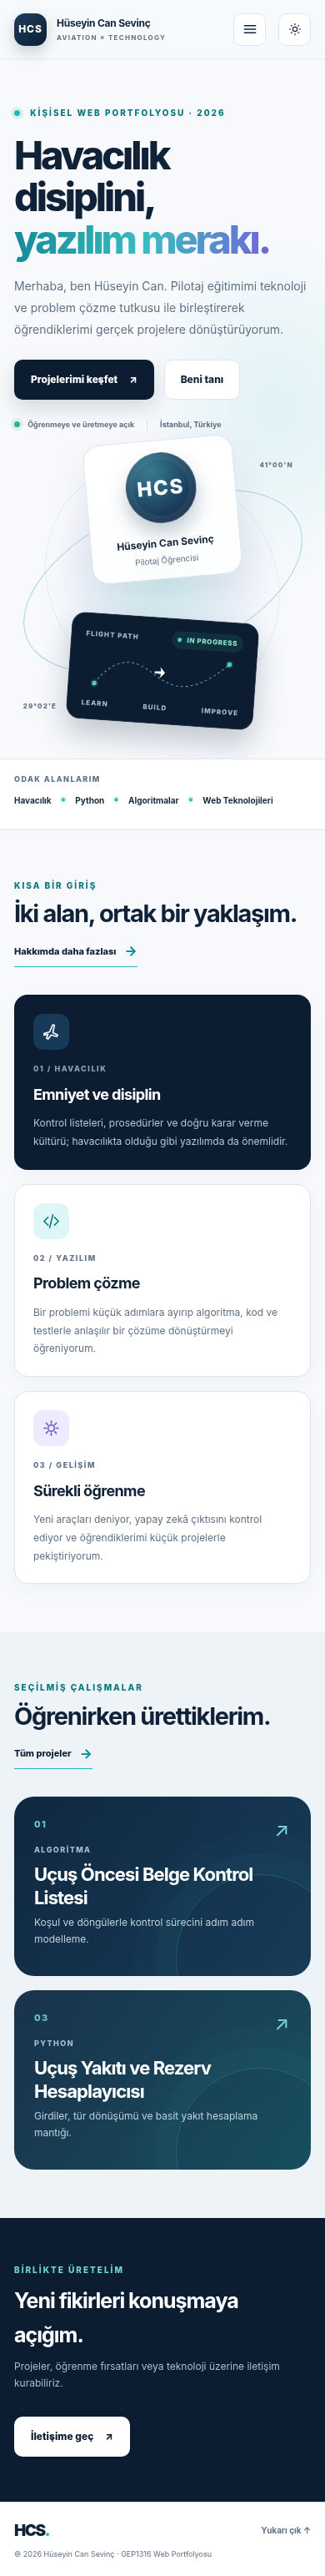 HCS
Hüseyin Can Sevinç
AVIATION × TECHNOLOGY
KİŞİSEL WEB PORTFOLYOSU · 2026
Havacılık
disiplini,
yazılım merakı.
Merhaba, ben Hüseyin Can. Pilotaj eğitimimi teknoloji
ve problem çözme tutkusu ile birleştirerek
öğrendiklerimi gerçek projelere dönüştürüyorum.
Projelerimi keşfet ↗
Beni tanı
Öğrenmeye ve üretmeye açık
İstanbul, Türkiye
41°00'N
HCS
Hüseyin Can Sevinç
Pilotaj Öğrencisi
FLIGHT PATH
IN PROGRESS
LEARN
BUILD
IMPROVE
29°02'E
ODAK ALANLARIM
Havacılık
Python
Algoritmalar
Web Teknolojileri
KISA BİR GİRİŞ
İki alan, ortak bir yaklaşım.
Hakkımda daha fazlası →
01 / HAVACILIK
Emniyet ve disiplin
Kontrol listeleri, prosedürler ve doğru karar verme
kültürü; havacılıkta olduğu gibi yazılımda da önemlidir.
02 / YAZILIM
Problem çözme
Bir problemi küçük adımlara ayırıp algoritma, kod ve
testlerle anlaşılır bir çözüme dönüştürmeyi
öğreniyorum.
03 / GELİŞİM
Sürekli öğrenme
Yeni araçları deniyor, yapay zekâ çıktısını kontrol
ediyor ve öğrendiklerimi küçük projelerle
pekiştiriyorum.
SEÇİLMİŞ ÇALIŞMALAR
Öğrenirken ürettiklerim.
Tüm projeler →
01
ALGORİTMA
Uçuş Öncesi Belge Kontrol
Listesi
Koşul ve döngülerle kontrol sürecini adım adım
modelleme.
03
PYTHON
Uçuş Yakıtı ve Rezerv
Hesaplayıcısı
Girdiler, tür dönüşümü ve basit yakıt hesaplama
mantığı.
BİRLİKTE ÜRETELİM
Yeni fikirleri konuşmaya
açığım.
Projeler, öğrenme fırsatları veya teknoloji üzerine iletişim
kurabiliriz.
İletişime geç ↗
HCS.
Yukarı çık ↑
© 2026 Hüseyin Can Sevinç · GEP1316 Web Portfolyosu